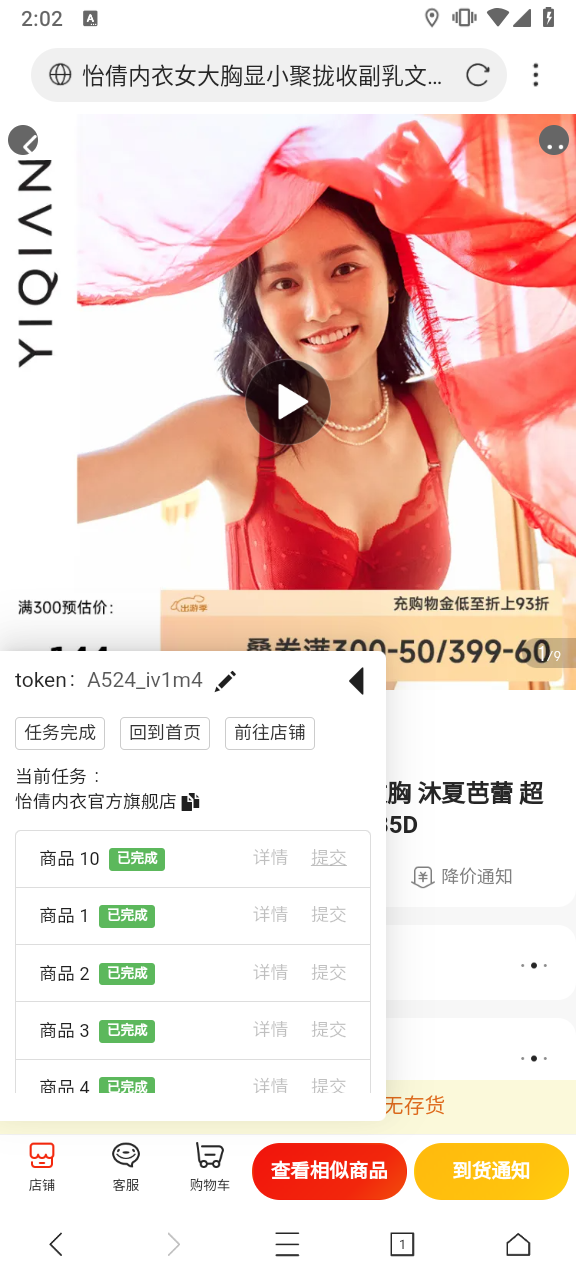 2:02
A
怡倩内衣女大胸显小聚拢收副乳文...
YIQIAN
满300预估价：
出游季
充购物金低至折上93折
叠券满300-50/399-60
1/9
token： A524_iv1m4
任务完成 回到首页 前往店铺
当前任务 ：
怡倩内衣官方旗舰店
胸 沐夏芭蕾 超
85D
降价通知
商品 10 已完成 详情 提交
商品 1 已完成 详情 提交
商品 2 已完成 详情 提交
商品 3 已完成 详情 提交
商品 4 已完成 详情 提交
无存货
店铺 客服 购物车 查看相似商品 到货通知
1